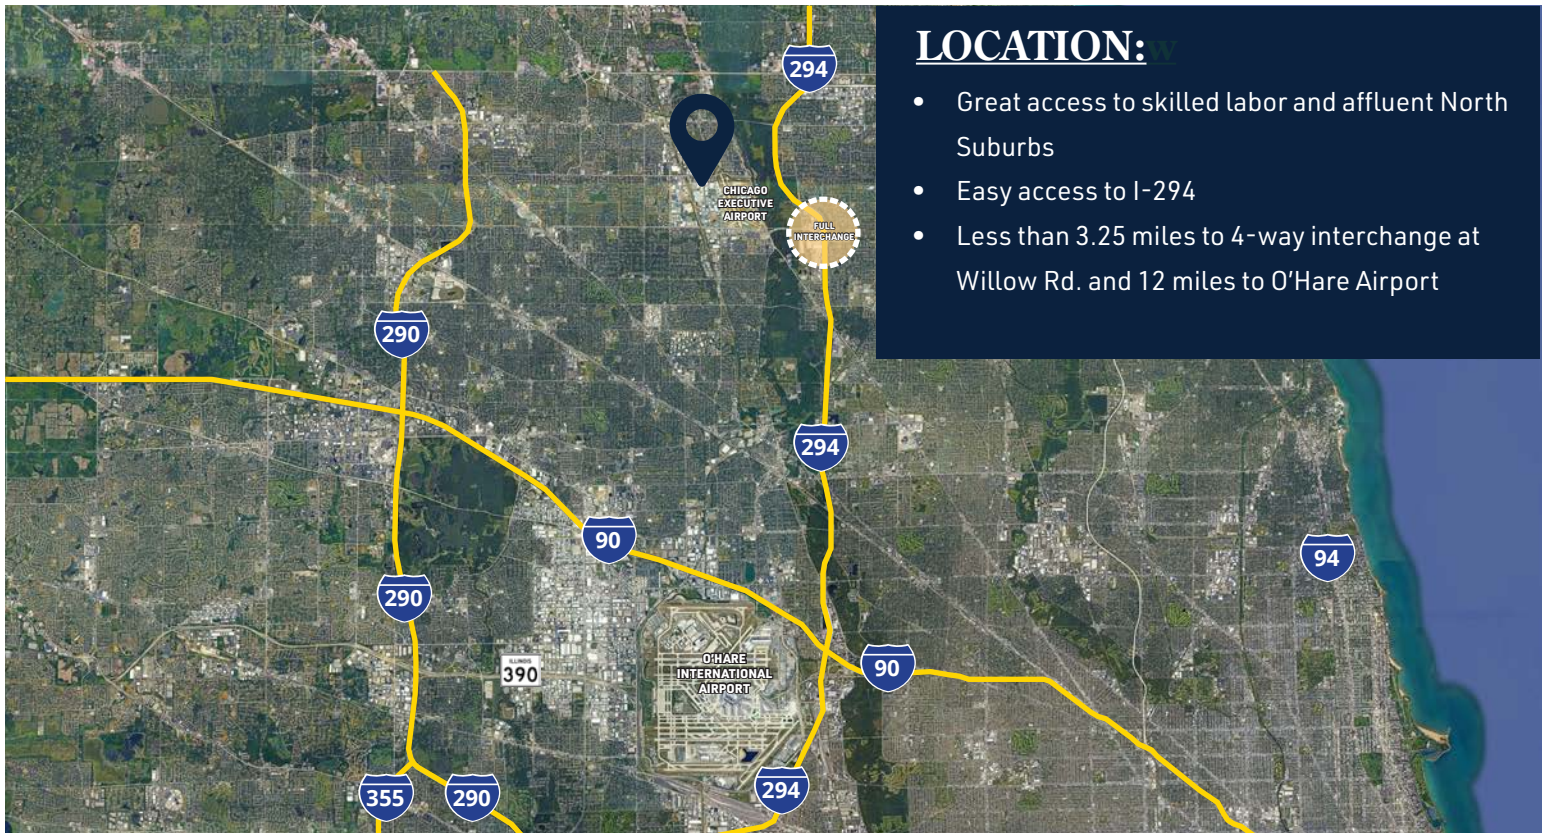 LOCATION:w
• Great access to skilled labor and affluent North
Suburbs
• Easy access to I-294
• Less than 3.25 miles to 4-way interchange at
Willow Rd. and 12 miles to O'Hare Airport
294
CHICAGO
EXECUTIVE
AIRPORT
FULL
INTERCHANGE
290
294
90
94
290
O'HARE
INTERNATIONAL
AIRPORT
ILLINOIS
390
90
355
290
294